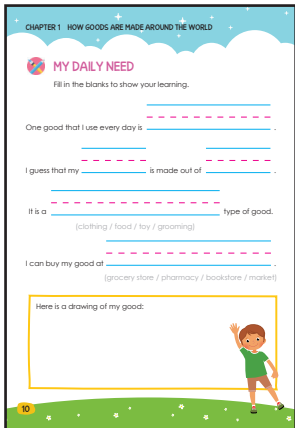 CHAPTER 1 HOW GOODS ARE MADE AROUND THE WORLD
MY DAILY NEED
Fill in the blanks to show your learning.
One good that I use every day is .
I guess that my is made out of .
It is a type of good.
(clothing / food / toy / grooming)
I can buy my good at .
(grocery store / pharmacy / bookstore / market)
Here is a drawing of my good:
10